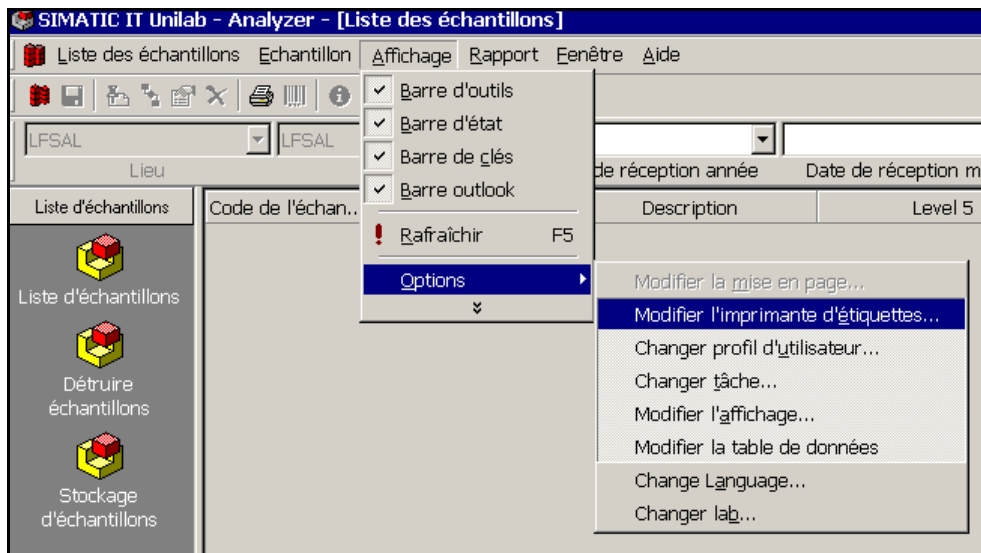 SIMATIC IT Unilab - Analyzer - [Liste des échantillons]
Liste des échantillons Echantillon Affichage Rapport Fenêtre Aide
Barre d'outils
Barre d'état
Barre de clés
Barre outlook
Rafraîchir F5
Options
LFSAL LFSAL
Lieu de réception année Date de réception m
Liste d'échantillons Code de l'échan.. Description Level 5
Liste d'échantillons
Détruire
échantillons
Stockage
d'échantillons
Modifier la mise en page...
Modifier l'imprimante d'étiquettes...
Changer profil d'utilisateur...
Changer tâche...
Modifier l'affichage...
Modifier la table de données
Change Language...
Changer lab...